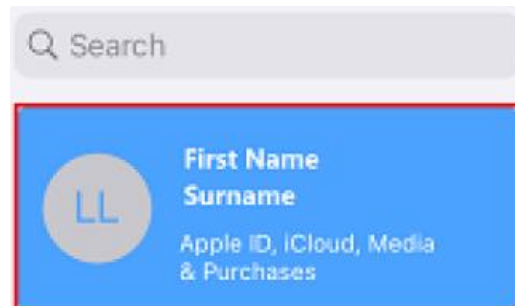 Search
LL
First Name
Surname
Apple ID, iCloud, Media
& Purchases